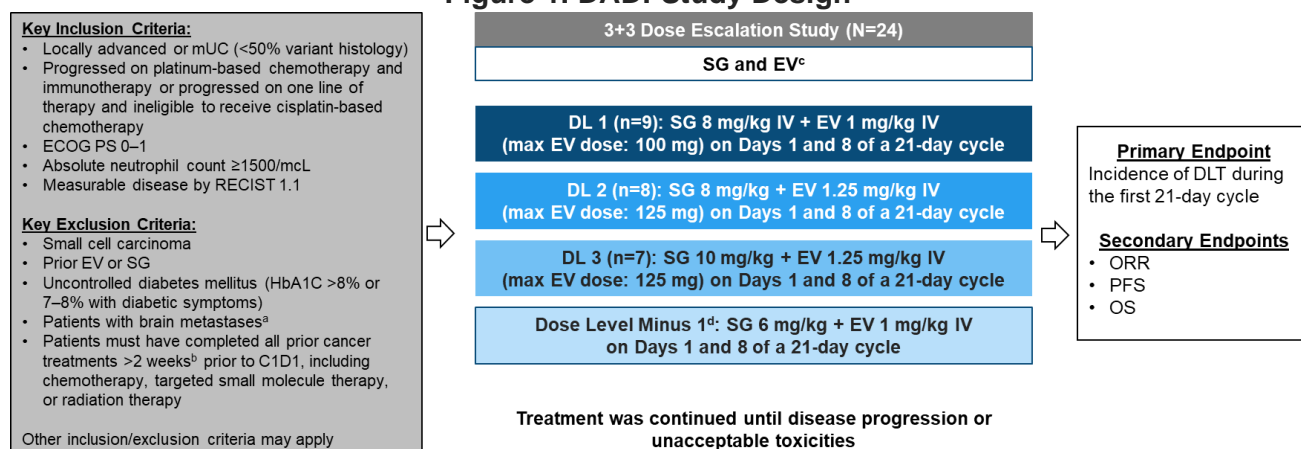 Figure 1. DAD: Study Design
Key Inclusion Criteria:
• Locally advanced or mUC (<50% variant histology)
• Progressed on platinum-based chemotherapy and
immunotherapy or progressed on one line of
therapy and ineligible to receive cisplatin-based
chemotherapy
• ECOG PS 0–1
• Absolute neutrophil count ≥1500/mcL
• Measurable disease by RECIST 1.1
Key Exclusion Criteria:
• Small cell carcinoma
• Prior EV or SG
• Uncontrolled diabetes mellitus (HbA1C >8% or
7–8% with diabetic symptoms)
• Patients with brain metastasesᵃ
• Patients must have completed all prior cancer
treatments >2 weeksᵇ prior to C1D1, including
chemotherapy, targeted small molecule therapy,
or radiation therapy
Other inclusion/exclusion criteria may apply
3+3 Dose Escalation Study (N=24)
SG and EVᶜ
DL 1 (n=9): SG 8 mg/kg IV + EV 1 mg/kg IV
(max EV dose: 100 mg) on Days 1 and 8 of a 21-day cycle
DL 2 (n=8): SG 8 mg/kg + EV 1.25 mg/kg IV
(max EV dose: 125 mg) on Days 1 and 8 of a 21-day cycle
DL 3 (n=7): SG 10 mg/kg + EV 1.25 mg/kg IV
(max EV dose: 125 mg) on Days 1 and 8 of a 21-day cycle
Dose Level Minus 1ᵈ: SG 6 mg/kg + EV 1 mg/kg IV
on Days 1 and 8 of a 21-day cycle
Treatment was continued until disease progression or
unacceptable toxicities
Primary Endpoint
Incidence of DLT during
the first 21-day cycle
Secondary Endpoints
• ORR
• PFS
• OS